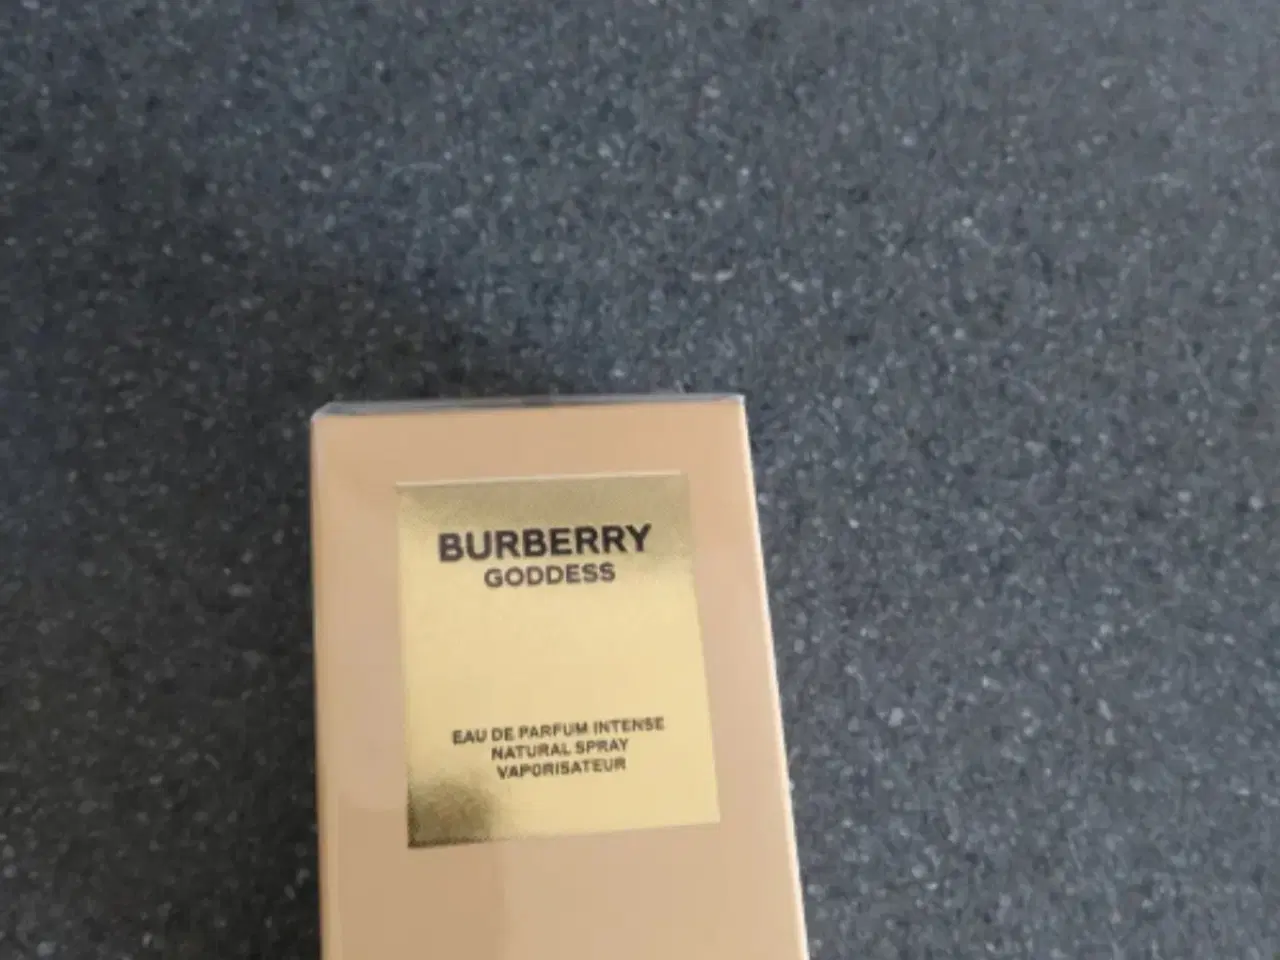 BURBERRY
GODDESS
EAU DE PARFUM INTENSE
NATURAL SPRAY
VAPORISATEUR